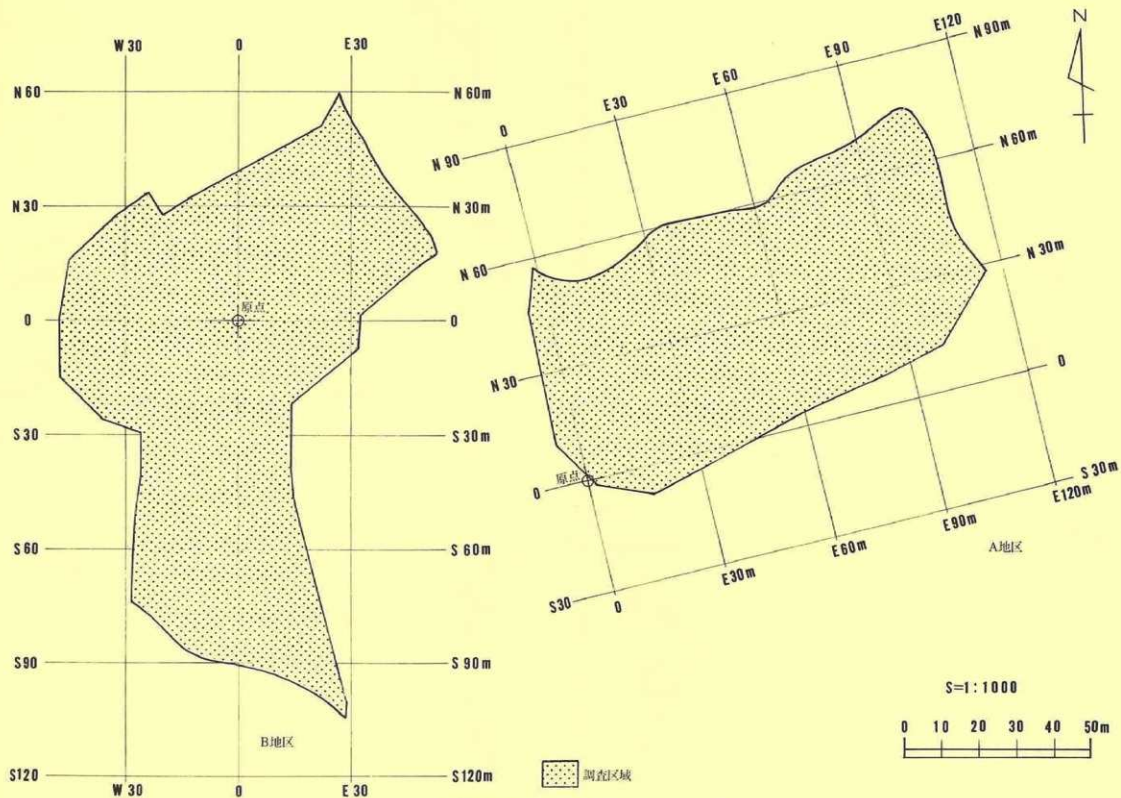 W 30
0
E 30
N 60
N 60m
N 30
N 30m
原点
0
0
S 30
S 30m
S 60
S 60m
S90
S 90m
B地区
S120
S 120m
W 30
0
E 30
N
E120
N 90m
E 90
E 60
E 30
0
N 90
N 60m
N 60
N 30m
N 30
0
原点
0
S 30m
E120m
E 90m
E 60m
E 30m
S30
0
A地区
S=1:1000
0 10 20 30 40 50m
調査区域